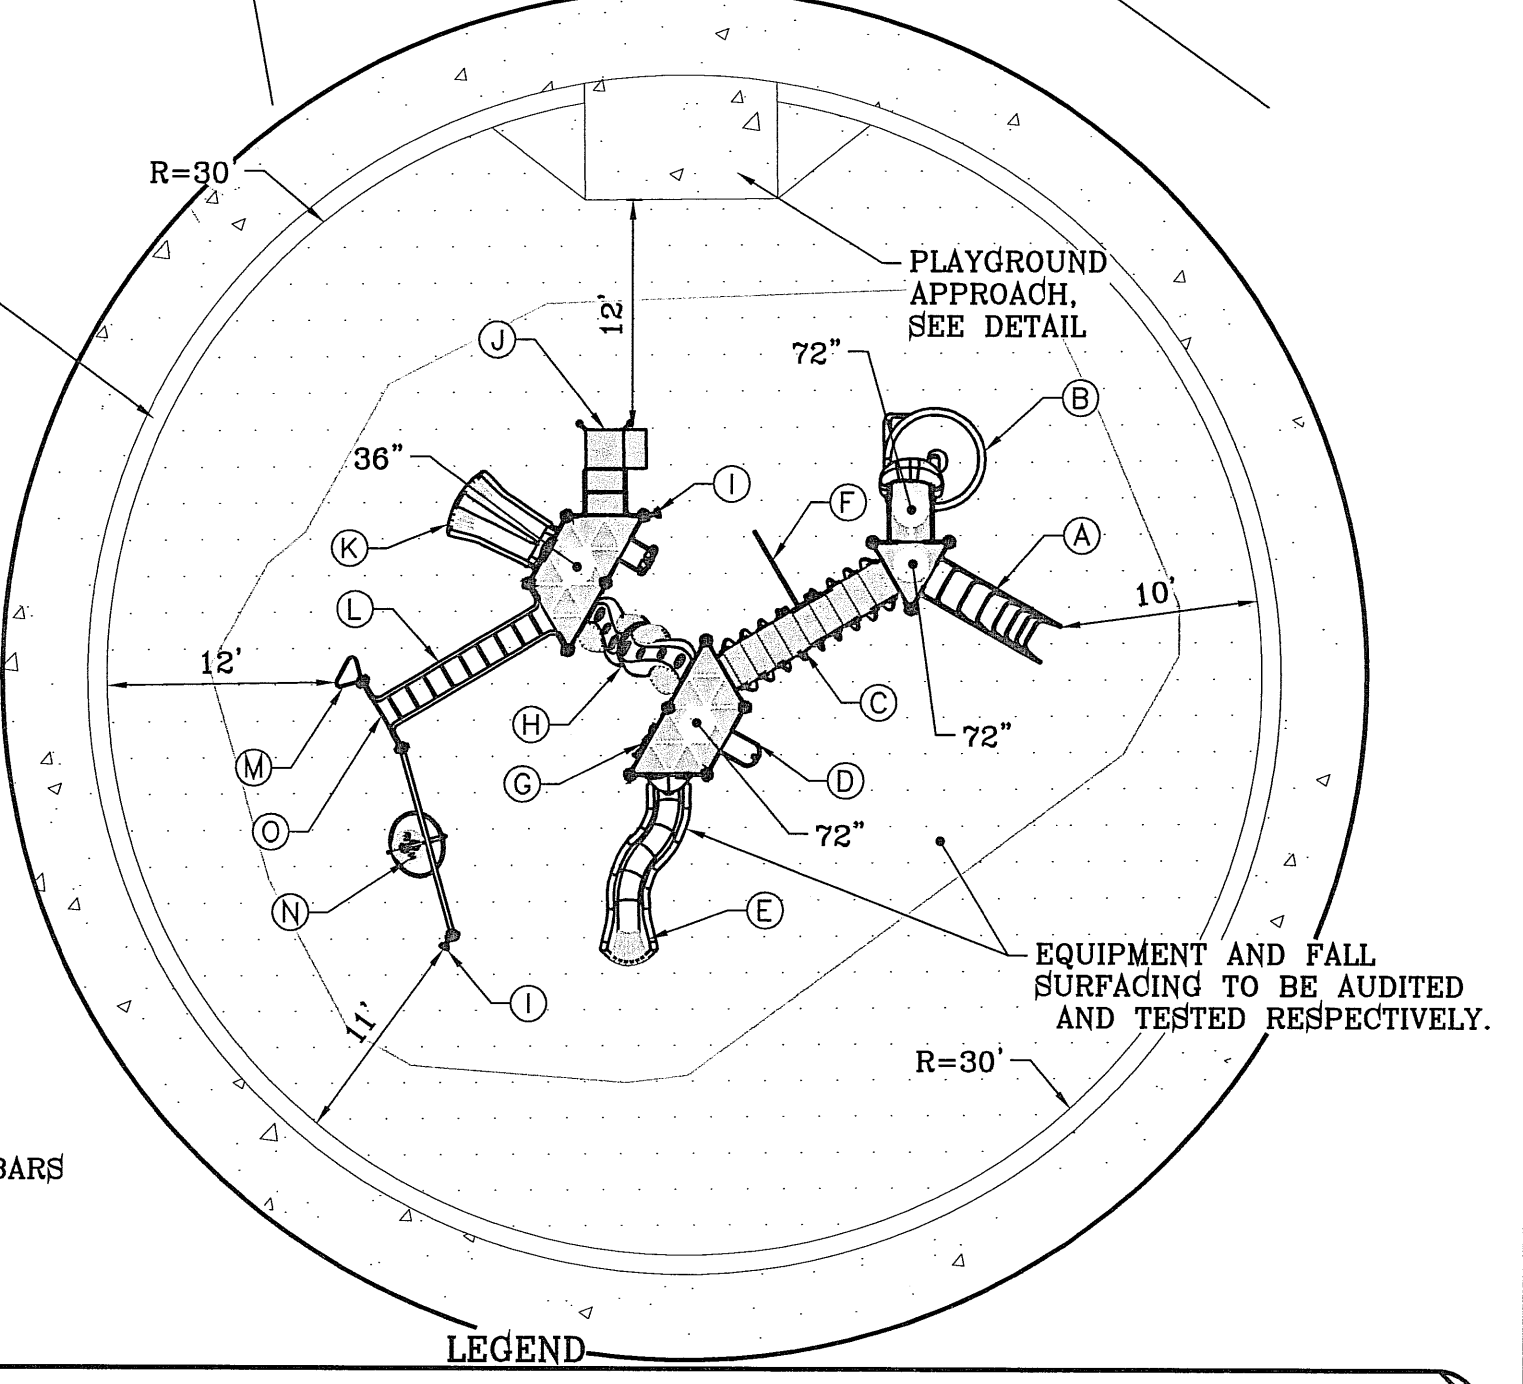 R=30'
PLAYGROUND
APPROACH,
SEE DETAIL
12'
J
72"
B
36"
I
F
K
A
10'
L
12'
H
C
72"
M
G
D
O
72"
N
E
EQUIPMENT AND FALL
SURFACING TO BE AUDITED
AND TESTED RESPECTIVELY.
I
11'
R=30'
BARS
LEGEND